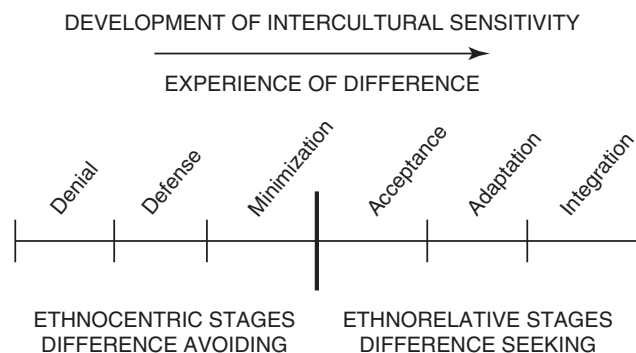 DEVELOPMENT OF INTERCULTURAL SENSITIVITY
EXPERIENCE OF DIFFERENCE
Denial
Defense
Minimization
Acceptance
Adaptation
Integration
ETHNOCENTRIC STAGES
DIFFERENCE AVOIDING
ETHNORELATIVE STAGES
DIFFERENCE SEEKING